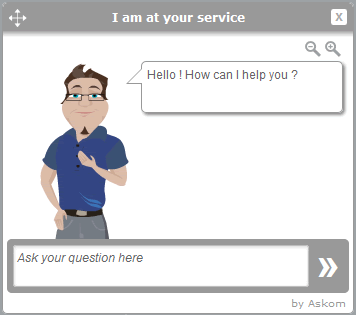 I am at your service
X
Hello ! How can I help you ?
Ask your question here
by Askom